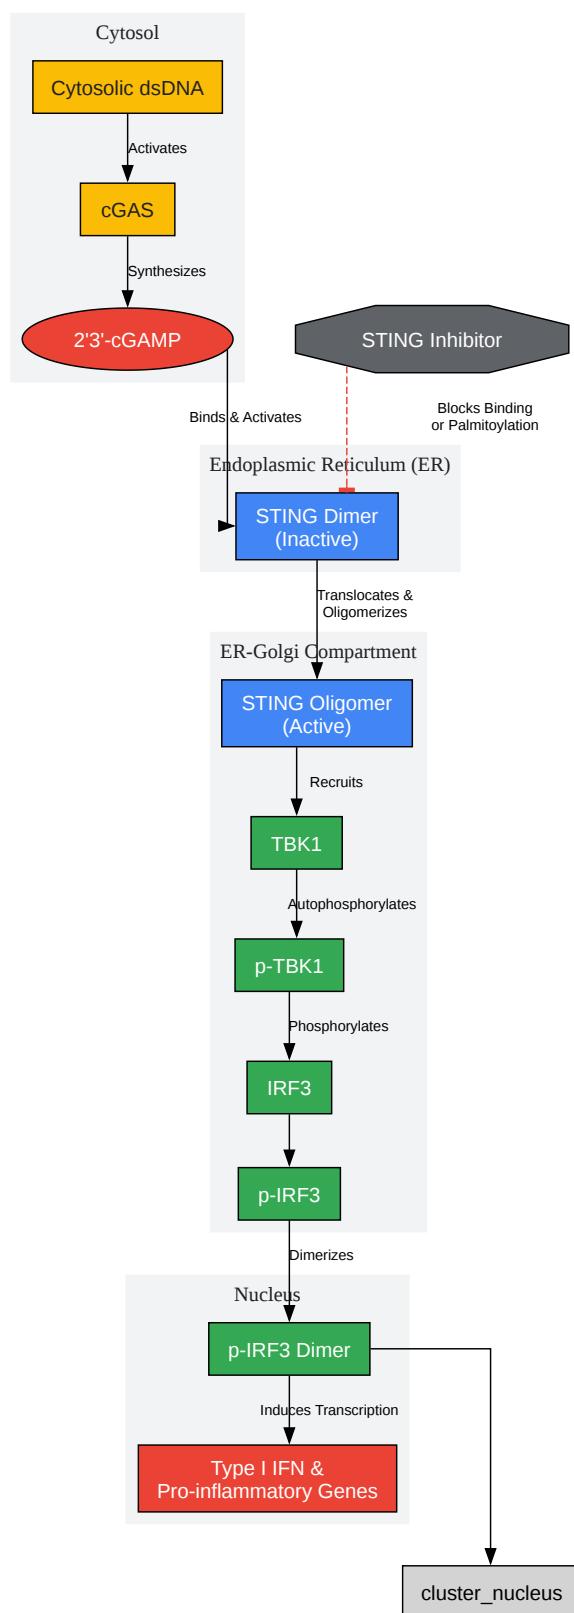 Cytosol
Cytosolic dsDNA
Activates
cGAS
Synthesizes
2'3'-cGAMP
STING Inhibitor
Binds & Activates
Blocks Binding
or Palmitoylation
Endoplasmic Reticulum (ER)
STING Dimer
(Inactive)
Translocates &
Oligomerizes
ER-Golgi Compartment
STING Oligomer
(Active)
Recruits
TBK1
Autophosphorylates
p-TBK1
Phosphorylates
IRF3
p-IRF3
Dimerizes
Nucleus
p-IRF3 Dimer
Induces Transcription
Type I IFN &
Pro-inflammatory Genes
cluster_nucleus